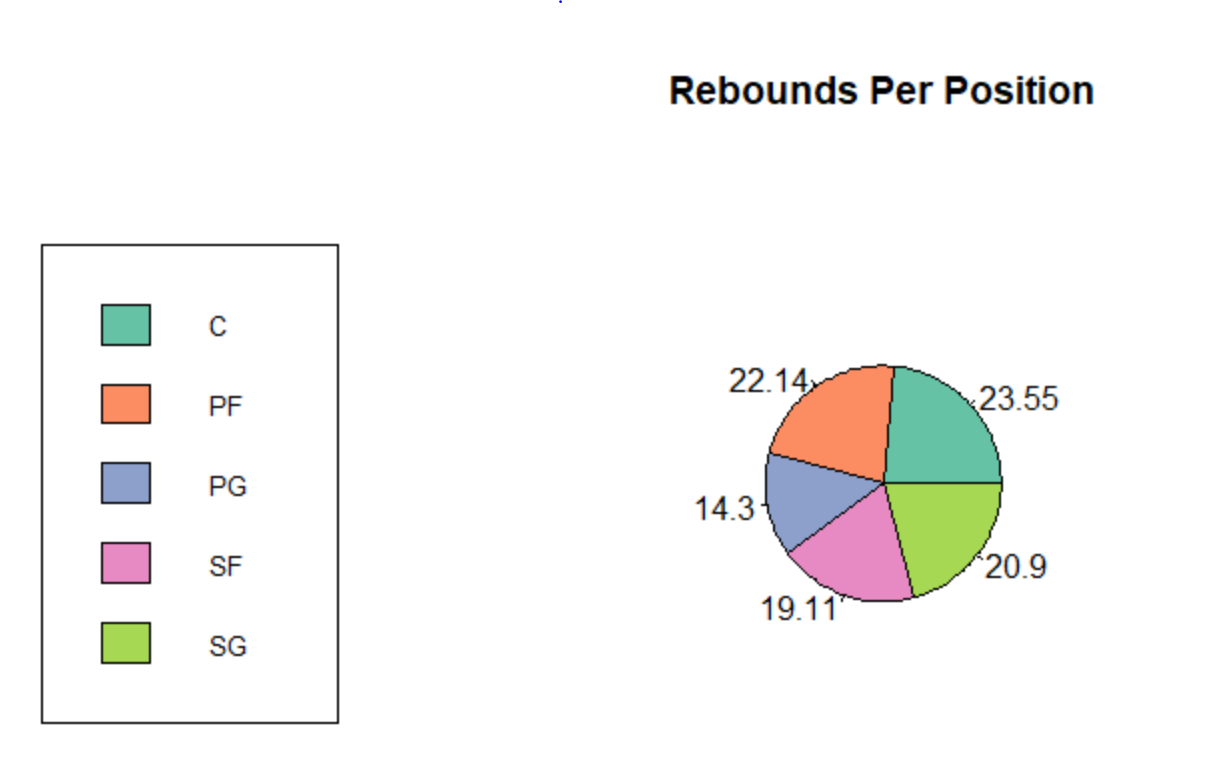 Rebounds Per Position
C
PF
PG
SF
SG
22.14
23.55
14.3
20.9
19.11